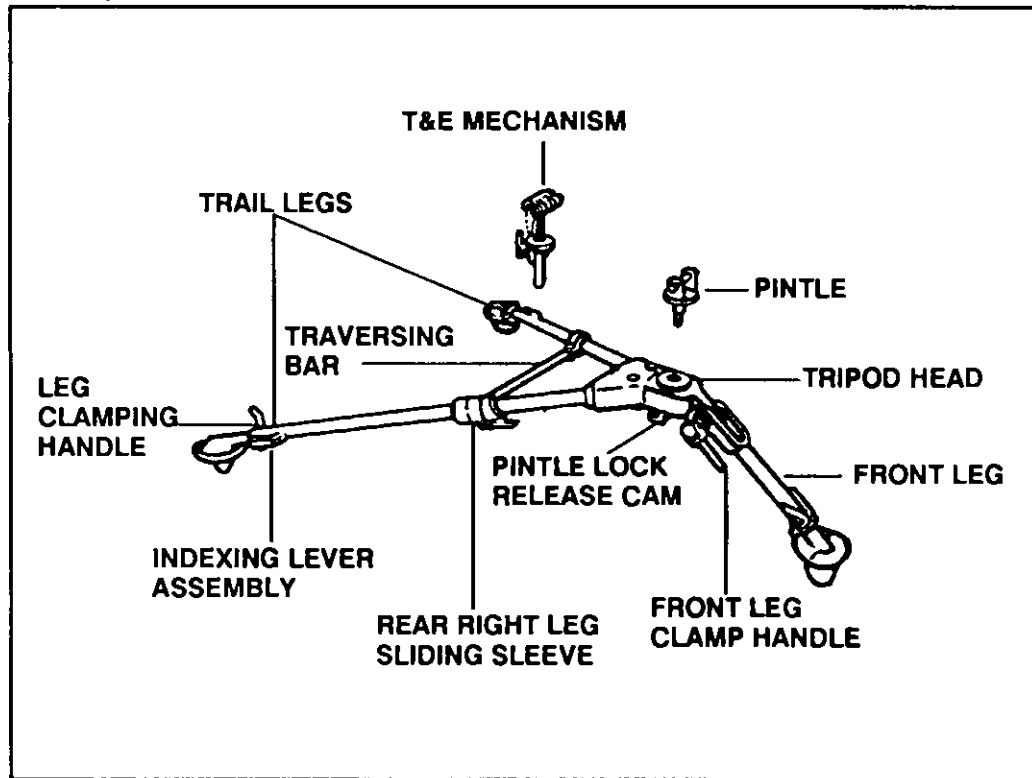 T&E MECHANISM
TRAIL LEGS
PINTLE
TRAVERSING
BAR
TRIPOD HEAD
LEG
CLAMPING
HANDLE
PINTLE LOCK
RELEASE CAM
FRONT LEG
INDEXING LEVER
ASSEMBLY
REAR RIGHT LEG
SLIDING SLEEVE
FRONT LEG
CLAMP HANDLE